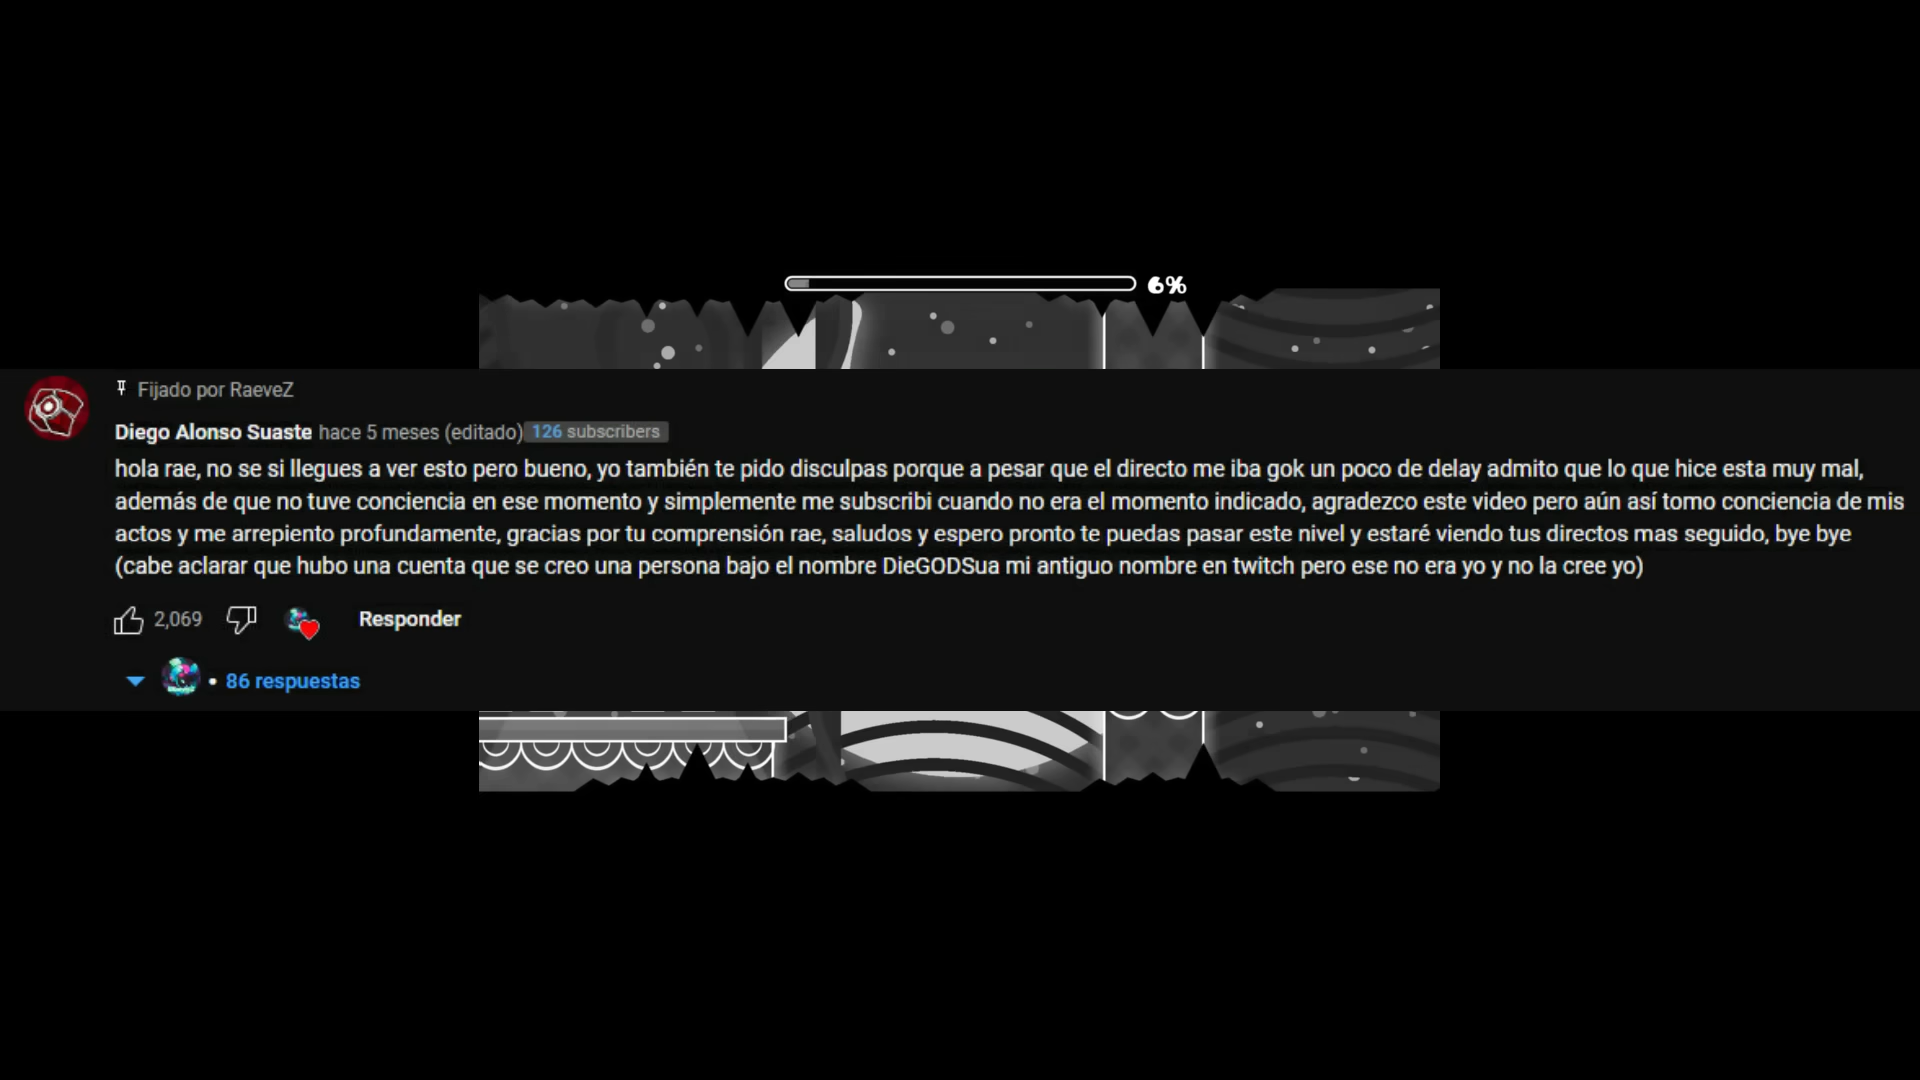 6%
Fijado por RaeveZ
Diego Alonso Suaste hace 5 meses (editado) 126 subscribers
hola rae, no se si llegues a ver esto pero bueno, yo también te pido disculpas porque a pesar que el directo me iba gok un poco de delay admito que lo que hice esta muy mal,
además de que no tuve conciencia en ese momento y simplemente me subscribi cuando no era el momento indicado, agradezco este video pero aún así tomo conciencia de mis
actos y me arrepiento profundamente, gracias por tu comprensión rae, saludos y espero pronto te puedas pasar este nivel y estaré viendo tus directos mas seguido, bye bye
(cabe aclarar que hubo una cuenta que se creo una persona bajo el nombre DieGODSua mi antiguo nombre en twitch pero ese no era yo y no la cree yo)
2,069 Responder
• 86 respuestas